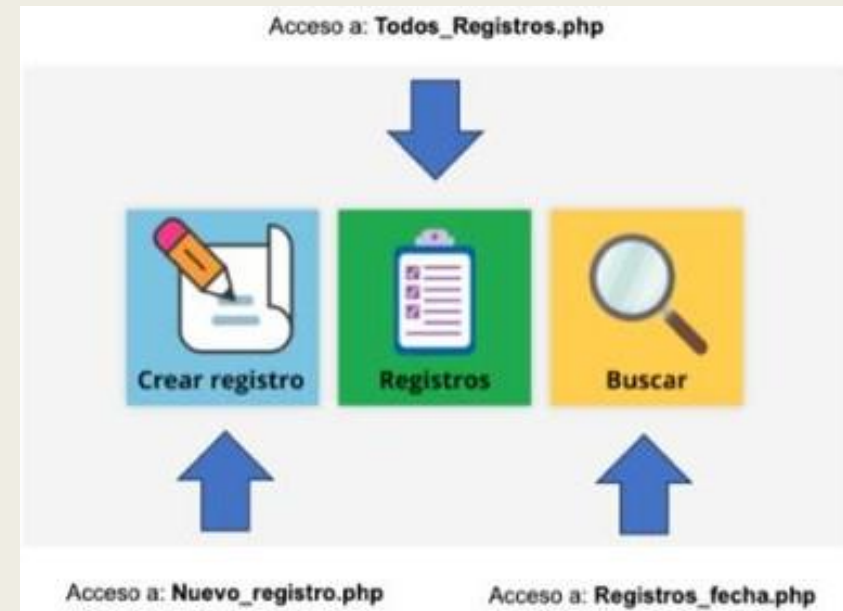 Acceso a: Todos_Registros.php
Crear registro
Registros
Buscar
Acceso a: Nuevo_registro.php
Acceso a: Registros_fecha.php